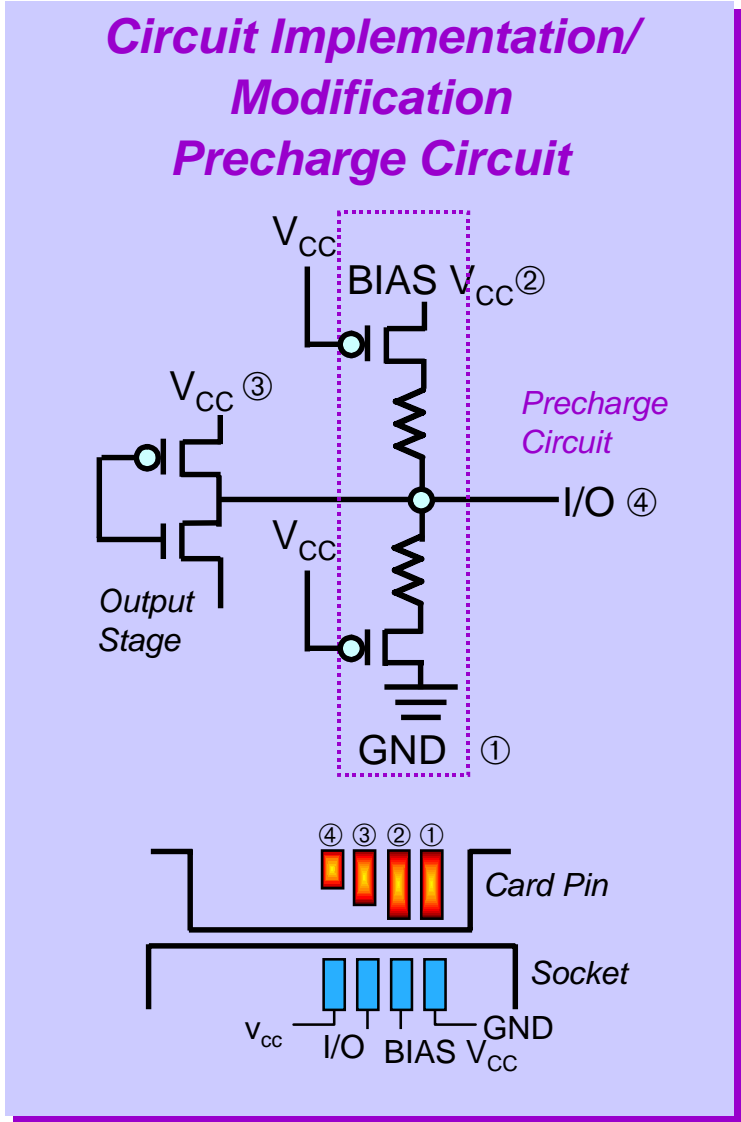 Circuit Implementation/
Modification
Precharge Circuit
VCC
BIAS VCC②
VCC ③
Precharge
Circuit
I/O ④
VCC
Output
Stage
GND ①
④ ③ ② ①
Card Pin
Socket
vcc I/O BIAS VCC GND